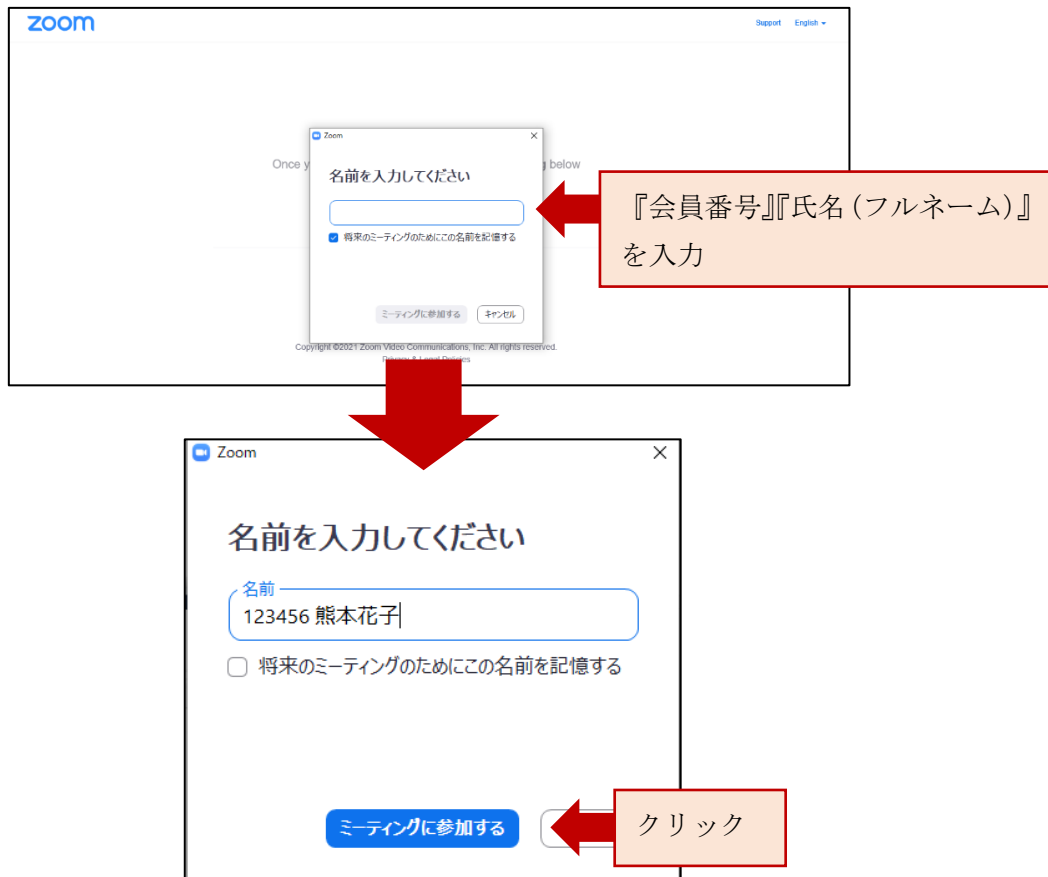 zoom
Support English
Zoom
Once y
g below
名前を入力してください
将来のミーティングのためにこの名前を記憶する
ミーティングに参加する キャンセル
『会員番号』『氏名(フルネーム)』
を入力
Copyright ©2021 Zoom Video Communications, Inc. All rights reserved.
Zoom
名前を入力してください
名前
123456 熊本花子
将来のミーティングのためにこの名前を記憶する
ミーティングに参加する
クリック